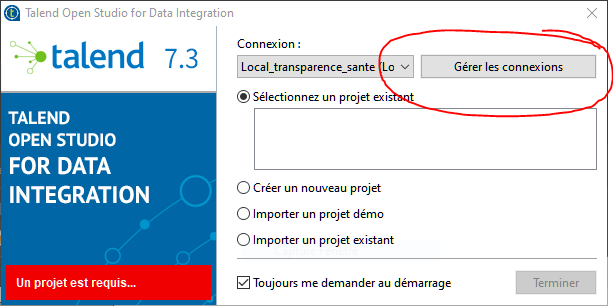 Talend Open Studio for Data Integration
talend 7.3
TALEND
OPEN STUDIO
FOR DATA
INTEGRATION
Un projet est requis...
Connexion :
Local_transparence_sante (Lo
Gérer les connexions
Sélectionnez un projet existant
Créer un nouveau projet
Importer un projet démo
Importer un projet existant
Toujours me demander au démarrage
Terminer